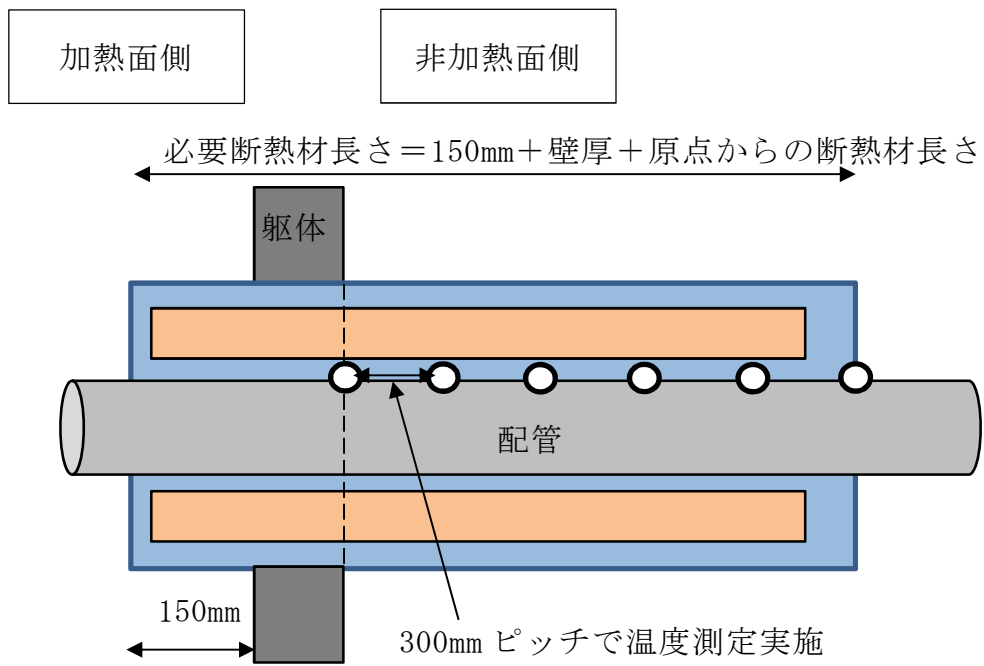 加熱面側
非加熱面側
必要断熱材長さ＝150mm＋壁厚＋原点からの断熱材長さ
躯体
配管
150mm
300mm ピッチで温度測定実施